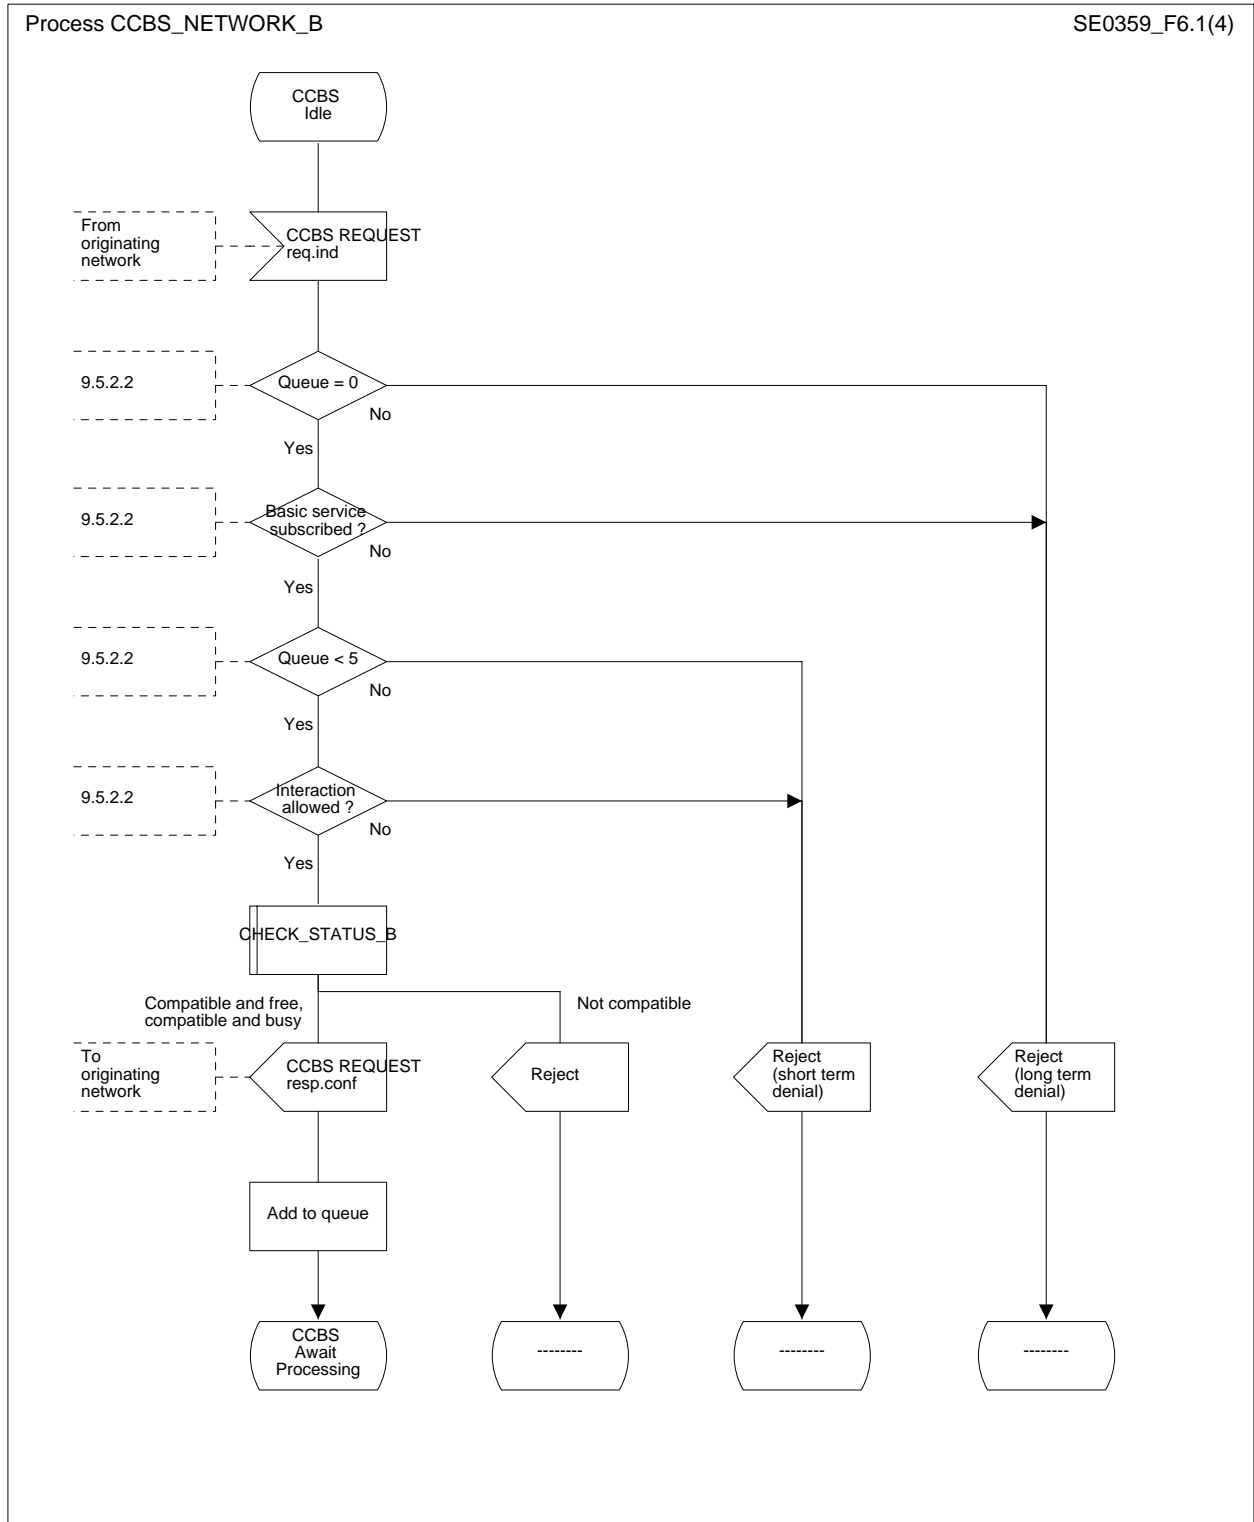 Process CCBS_NETWORK_B
SE0359_F6.1(4)
CCBS
Idle
From
originating
network
CCBS REQUEST
req.ind
9.5.2.2
Queue = 0
No
Yes
9.5.2.2
Basic service
subscribed ?
No
Yes
9.5.2.2
Queue < 5
No
Yes
9.5.2.2
Interaction
allowed ?
No
Yes
CHECK_STATUS_B
Compatible and free,
compatible and busy
Not compatible
To
originating
network
CCBS REQUEST
resp.conf
Reject
Reject
(short term
denial)
Reject
(long term
denial)
Add to queue
CCBS
Await
Processing
--------
--------
--------